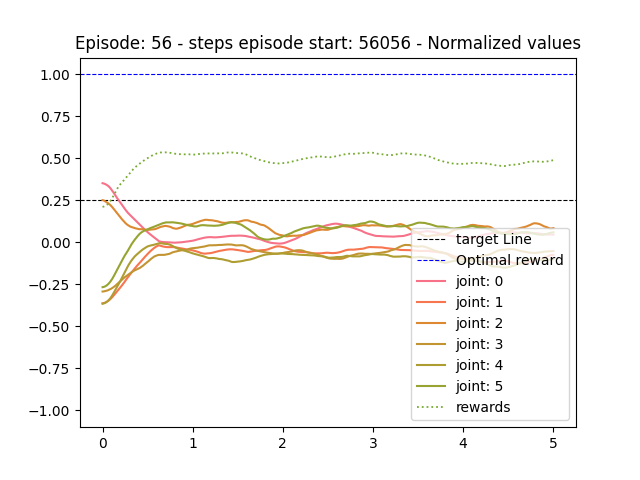 Episode: 56 - steps episode start: 56056 - Normalized values
1.00
0.75
0.50
0.25
0.00
−0.25
−0.50
−0.75
−1.00
target Line
Optimal reward
joint: 0
joint: 1
joint: 2
joint: 3
joint: 4
joint: 5
rewards
0 1 2 3 4 5